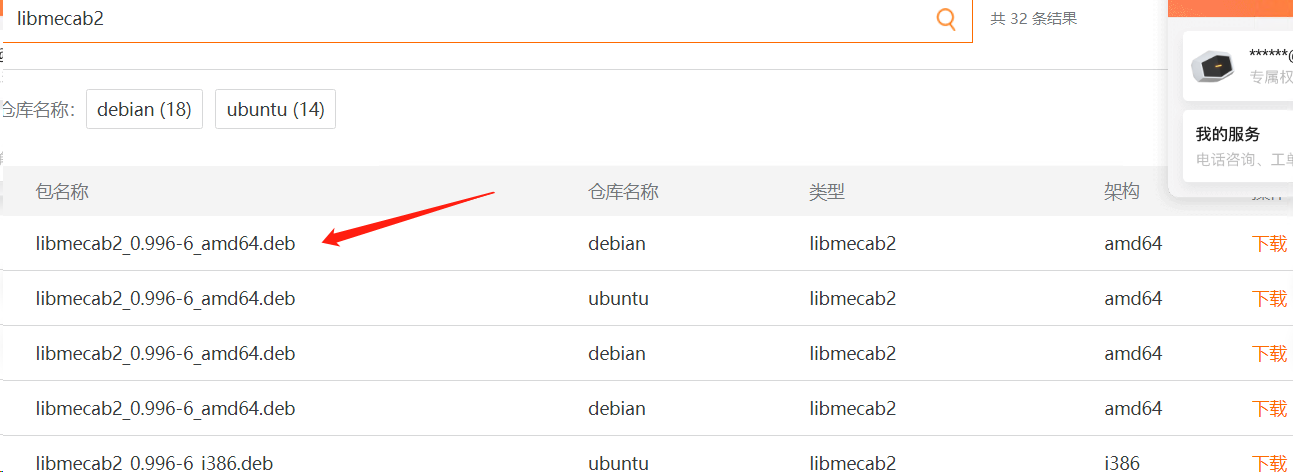 libmecab2
共 32 条结果
******@
专属权
仓库名称: debian (18) ubuntu (14)
我的服务
电话咨询、工单
包名称 仓库名称 类型 架构
libmecab2_0.996-6_amd64.deb debian libmecab2 amd64 下载
libmecab2_0.996-6_amd64.deb ubuntu libmecab2 amd64 下载
libmecab2_0.996-6_amd64.deb debian libmecab2 amd64 下载
libmecab2_0.996-6_amd64.deb debian libmecab2 amd64 下载
libmecab2_0.996-6_i386.deb ubuntu libmecab2 i386 下载